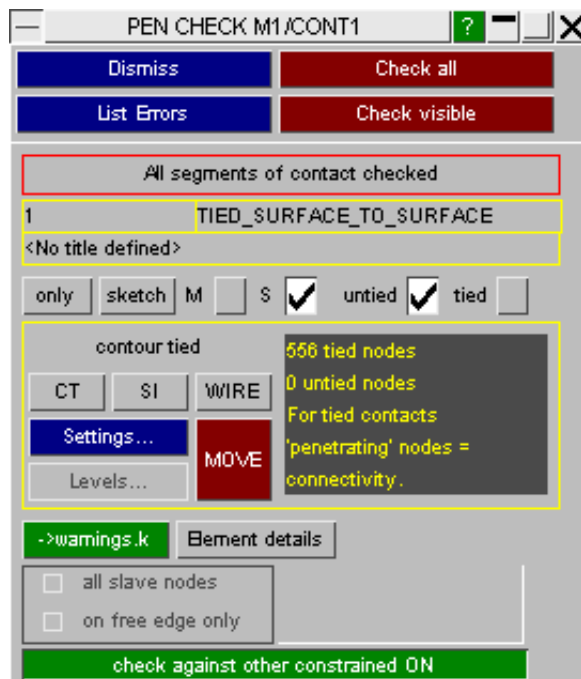 PEN CHECK M1/CONT1 ?
Dismiss Check all
List Errors Check visible
All segments of contact checked
1 TIED_SURFACE_TO_SURFACE
<No title defined>
only sketch M S untied tied
contour tied
CT SI WIRE
Settings...
MOVE
Levels...
556 tied nodes
0 untied nodes
For tied contacts
'penetrating' nodes =
connectivity.
->warnings.k Element details
all slave nodes
on free edge only
check against other constrained ON